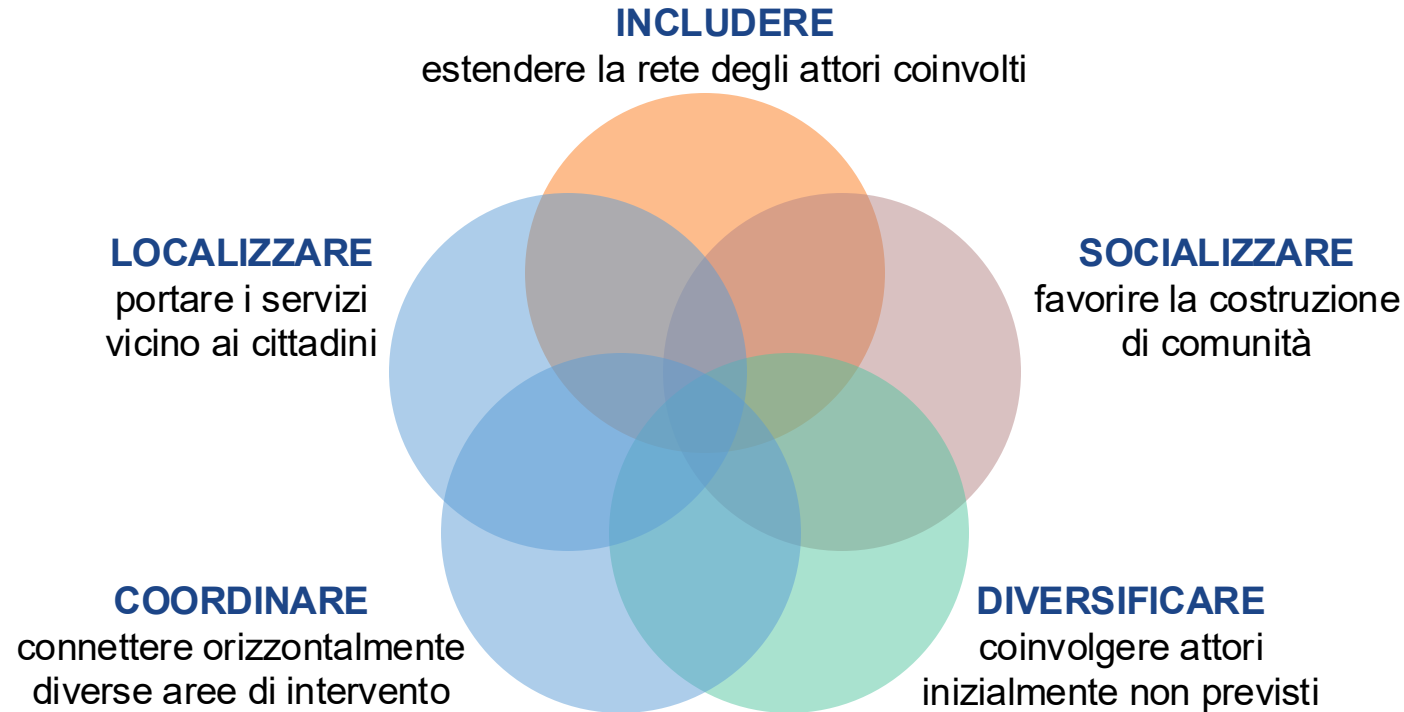 INCLUDERE
estendere la rete degli attori coinvolti
LOCALIZZARE
portare i servizi
vicino ai cittadini
SOCIALIZZARE
favorire la costruzione
di comunità
COORDINARE
connettere orizzontalmente
diverse aree di intervento
DIVERSIFICARE
coinvolgere attori
inizialmente non previsti